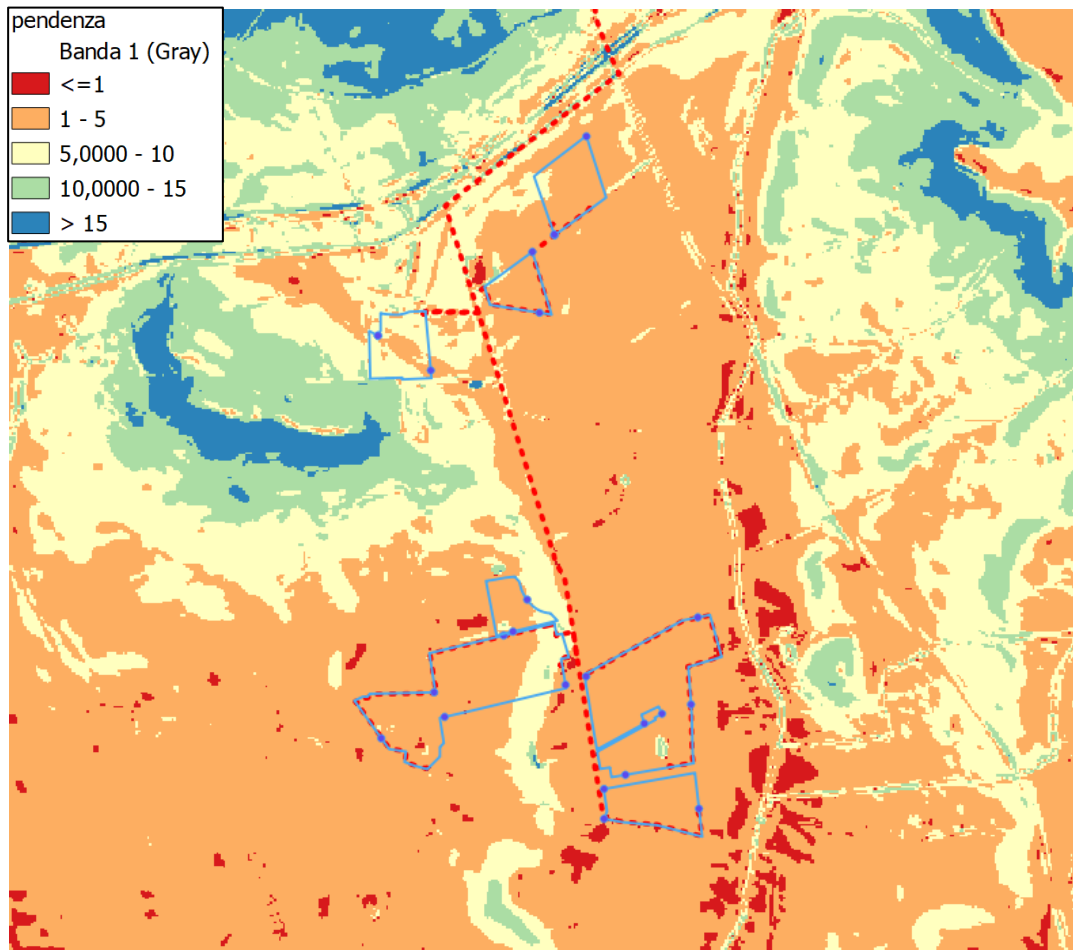 pendenza
Banda 1 (Gray)
<=1
1 - 5
5,0000 - 10
10,0000 - 15
> 15